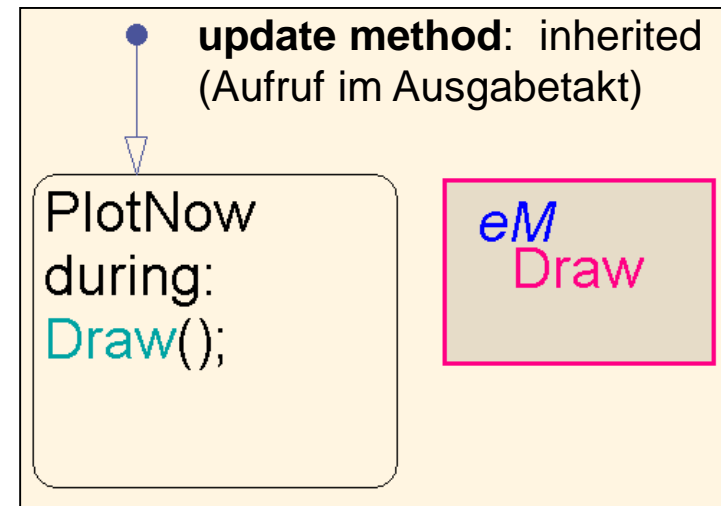 update method: inherited
(Aufruf im Ausgabetakt)
PlotNow
during:
Draw();
eM
Draw